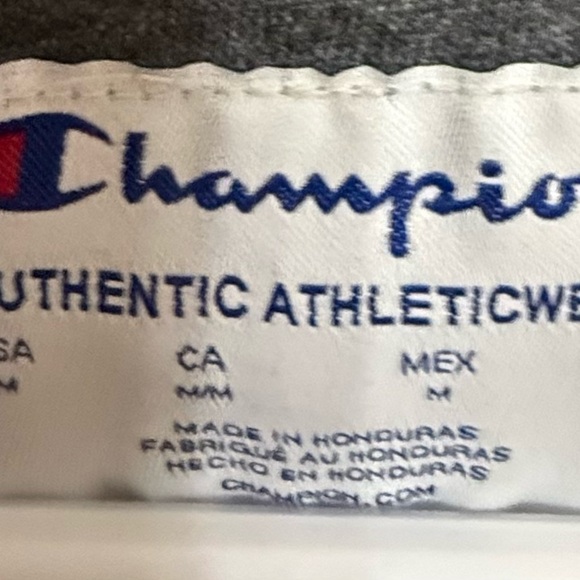 Champio
UTHENTIC ATHLETICWE
SA CA MEX
M M/M M
MADE IN HONDURAS
FABRIQUÉ AU HONDURAS
HECHO EN HONDURAS
CHAMPION.COM